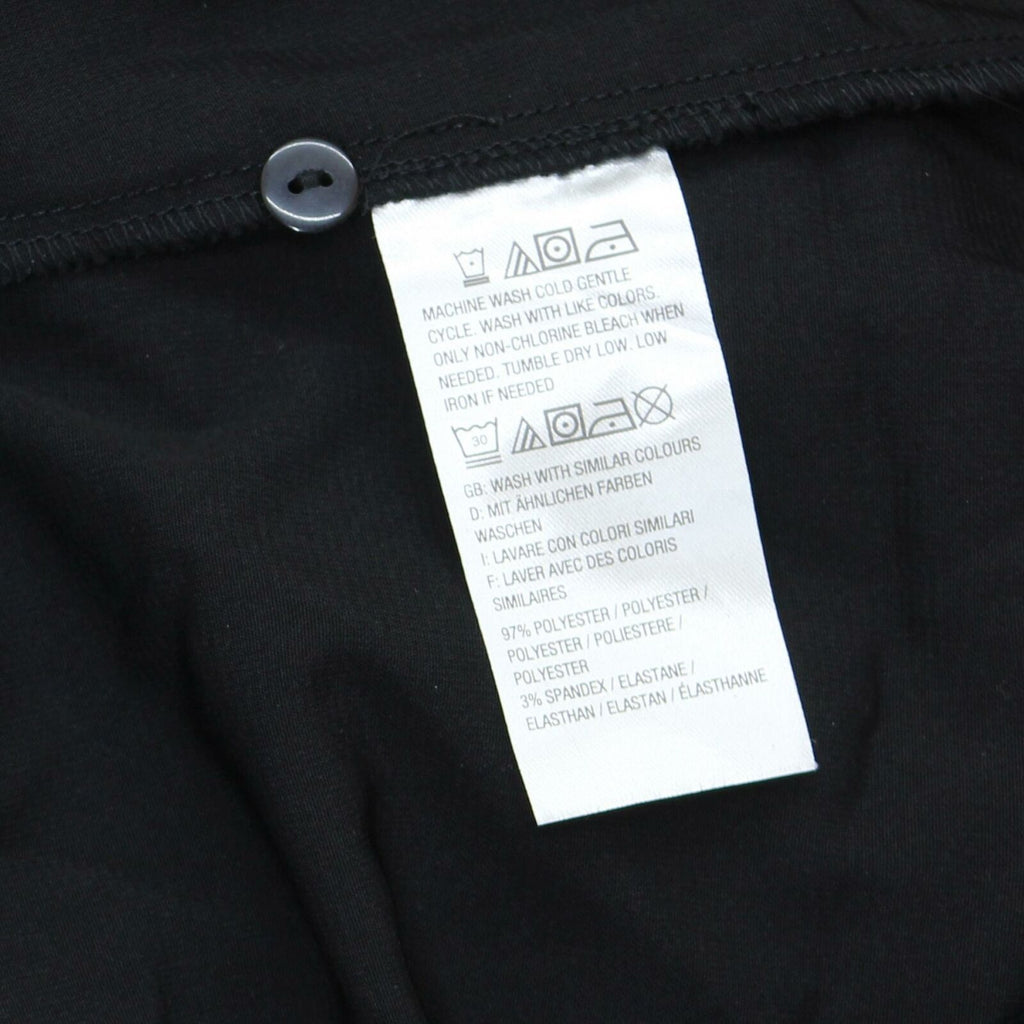 MACHINE WASH COLD GENTLE
CYCLE. WASH WITH LIKE COLORS.
ONLY NON-CHLORINE BLEACH WHEN
NEEDED. TUMBLE DRY LOW. LOW
IRON IF NEEDED
30
GB: WASH WITH SIMILAR COLOURS
D: MIT ÄHNLICHEN FARBEN
WASCHEN
I: LAVARE CON COLORI SIMILARI
F: LAVER AVEC DES COLORIS
SIMILAIRES
97% POLYESTER / POLYESTER /
POLYESTER / POLIESTERE /
POLYESTER
3% SPANDEX / ELASTANE /
ELASTHAN / ELASTAN / ÉLASTHANNE